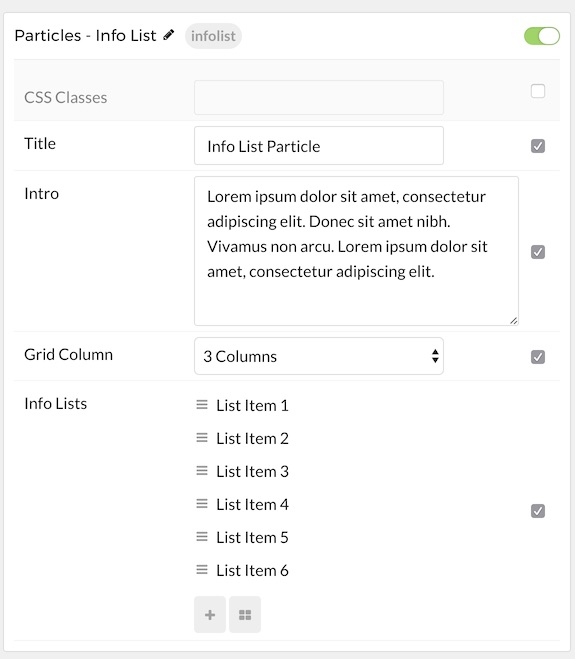 Particles - Info List infolist
CSS Classes
Title Info List Particle
Intro Lorem ipsum dolor sit amet, consectetur
adipiscing elit. Donec sit amet nibh.
Vivamus non arcu. Lorem ipsum dolor sit
amet, consectetur adipiscing elit.
Grid Column 3 Columns
Info Lists List Item 1
List Item 2
List Item 3
List Item 4
List Item 5
List Item 6